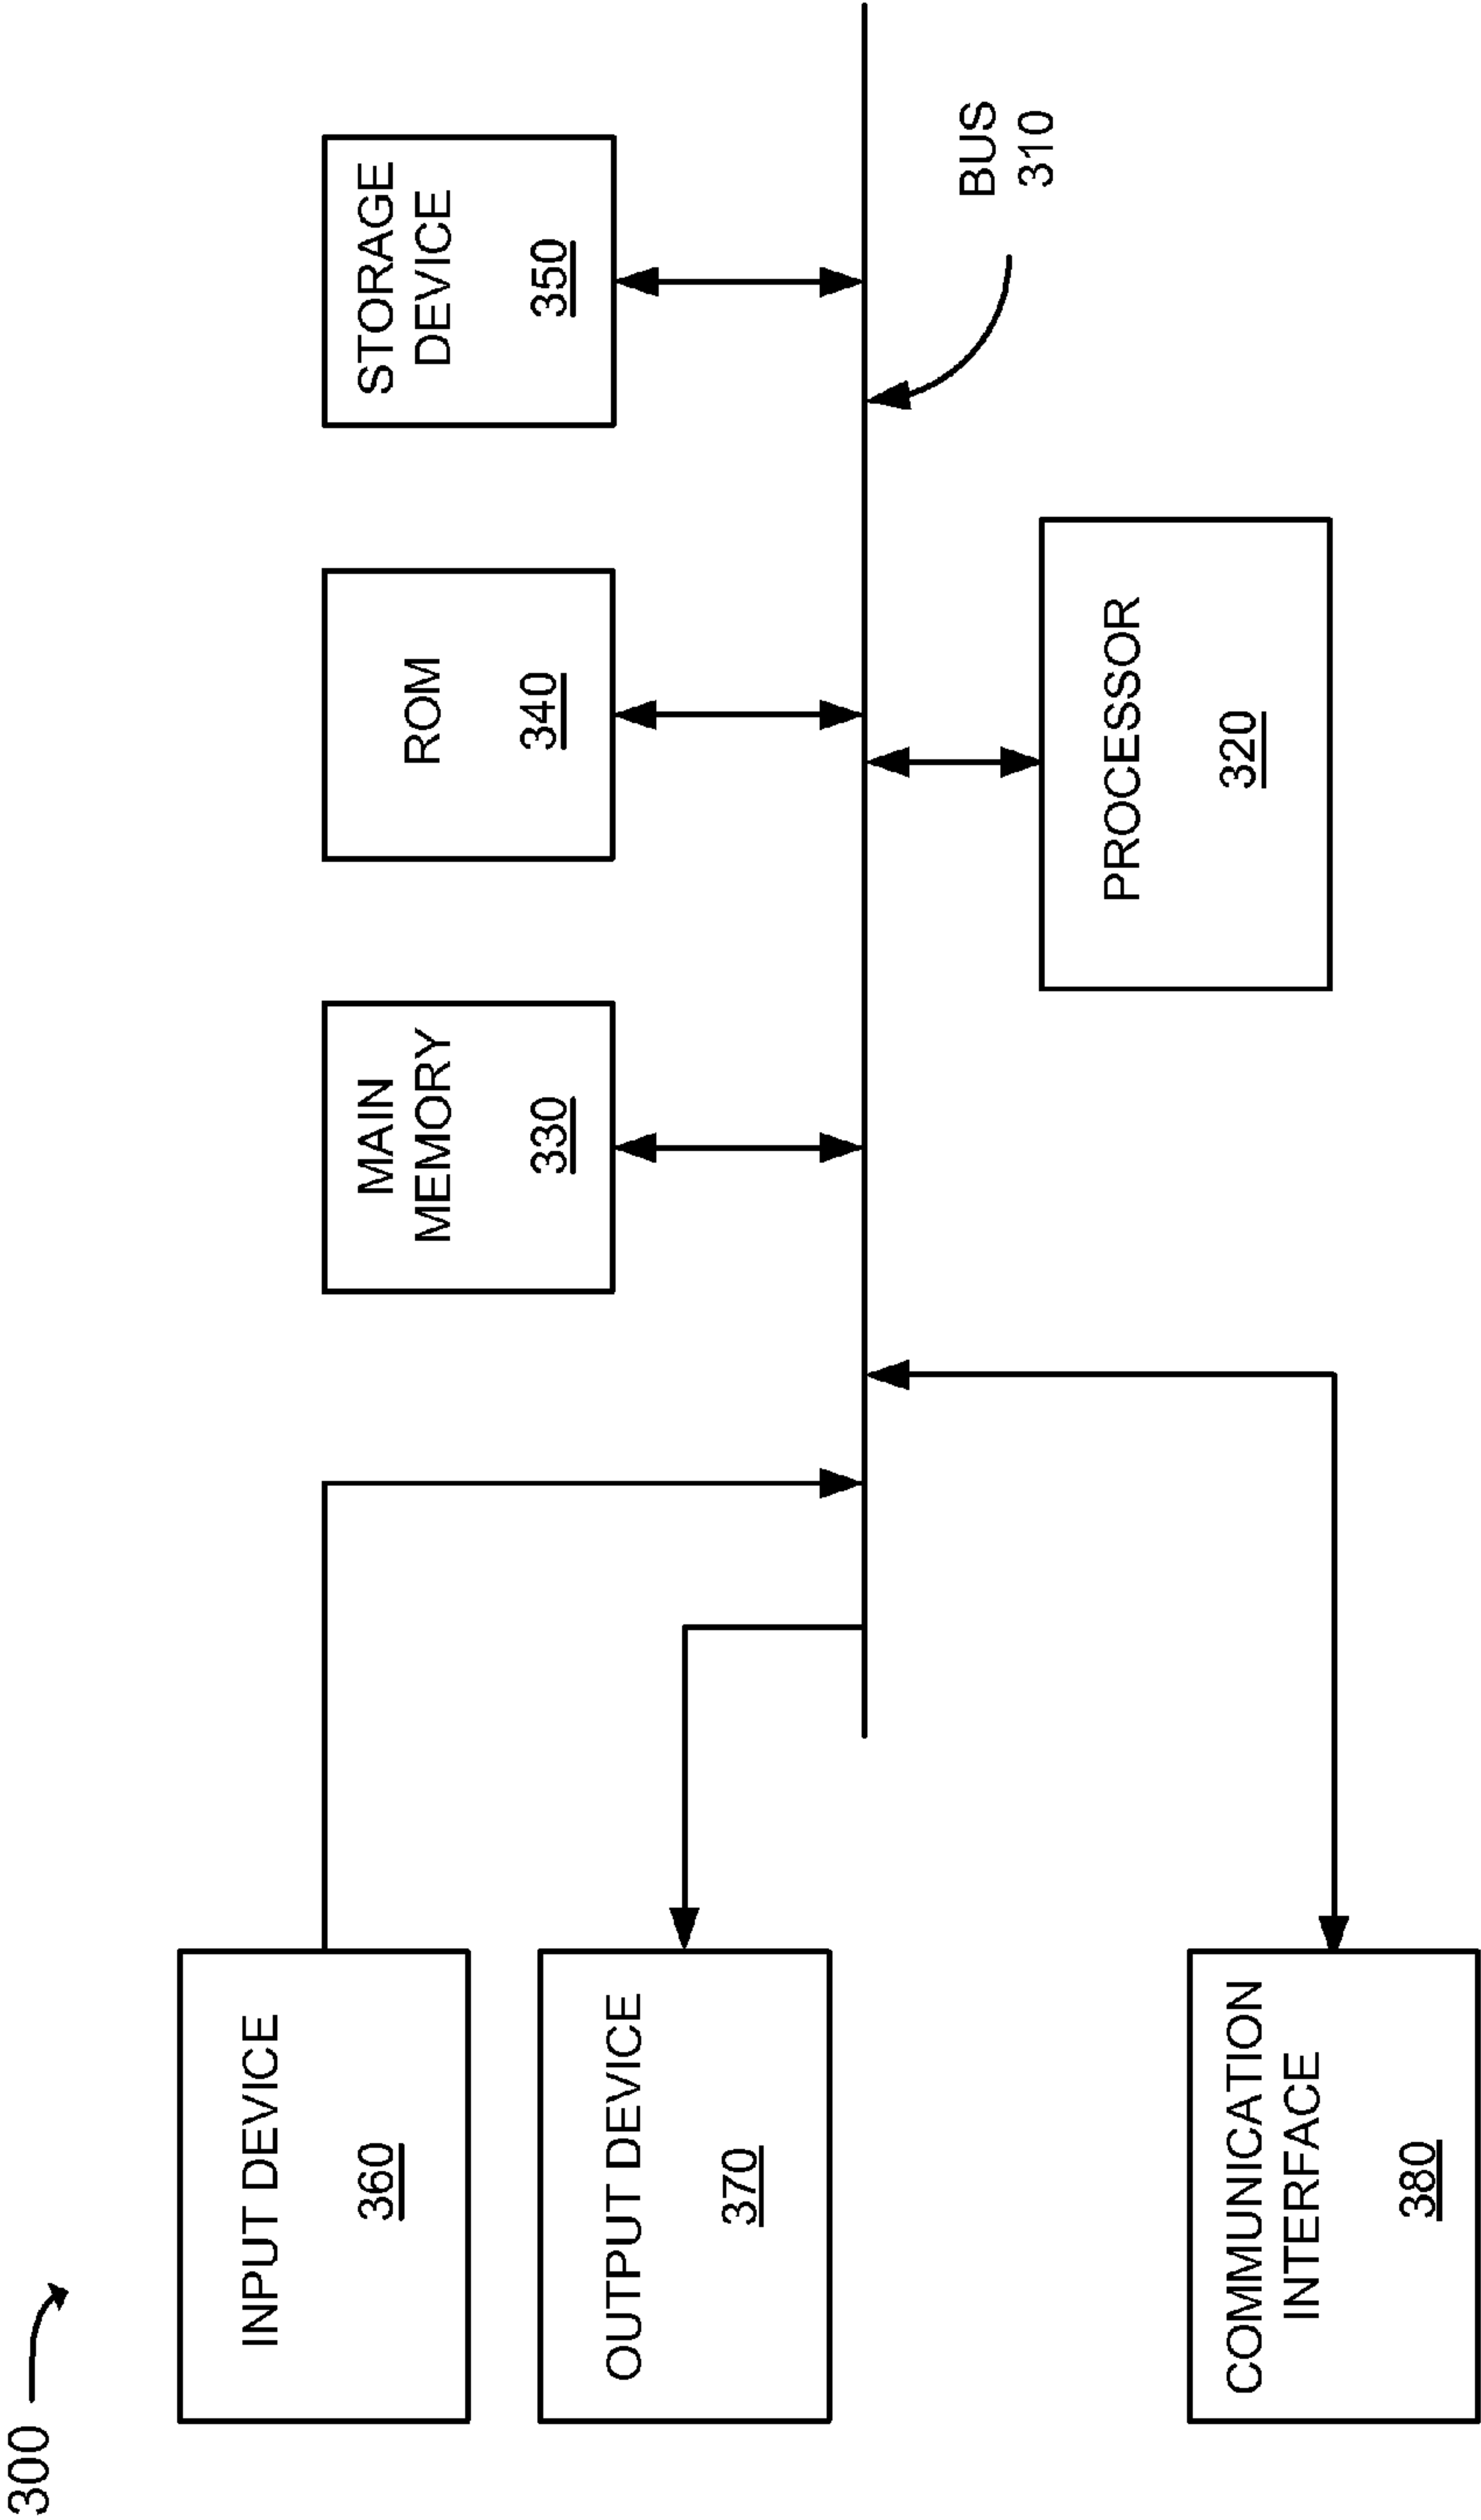 300
INPUT DEVICE
360
OUTPUT DEVICE
370
COMMUNICATION
INTERFACE
380
MAIN
MEMORY
330
ROM
340
STORAGE
DEVICE
350
PROCESSOR
320
BUS
310